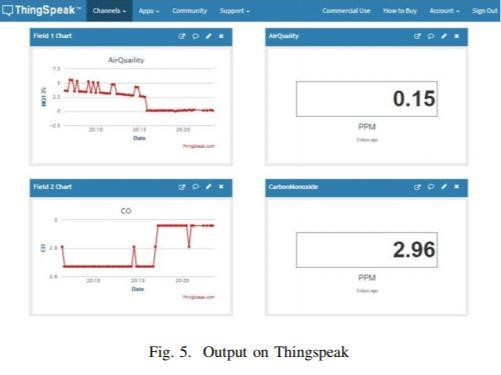 ThingSpeak™ Channels Apps Community Support Commercial Use How to Buy Account Sign Out
Field 1 Chart
AirQuaility
7.5
5
2.5
0
-2.5
20:10
20:15
20:20
Date
ThingSpeak.com
AirQuality
0.15
PPM
3 days ago
Field 2 Chart
CO
3
2.8
2.6
CO
20:10
20:15
20:20
Date
ThingSpeak.com
CarbonMonoxide
2.96
PPM
3 days ago
Fig. 5. Output on Thingspeak